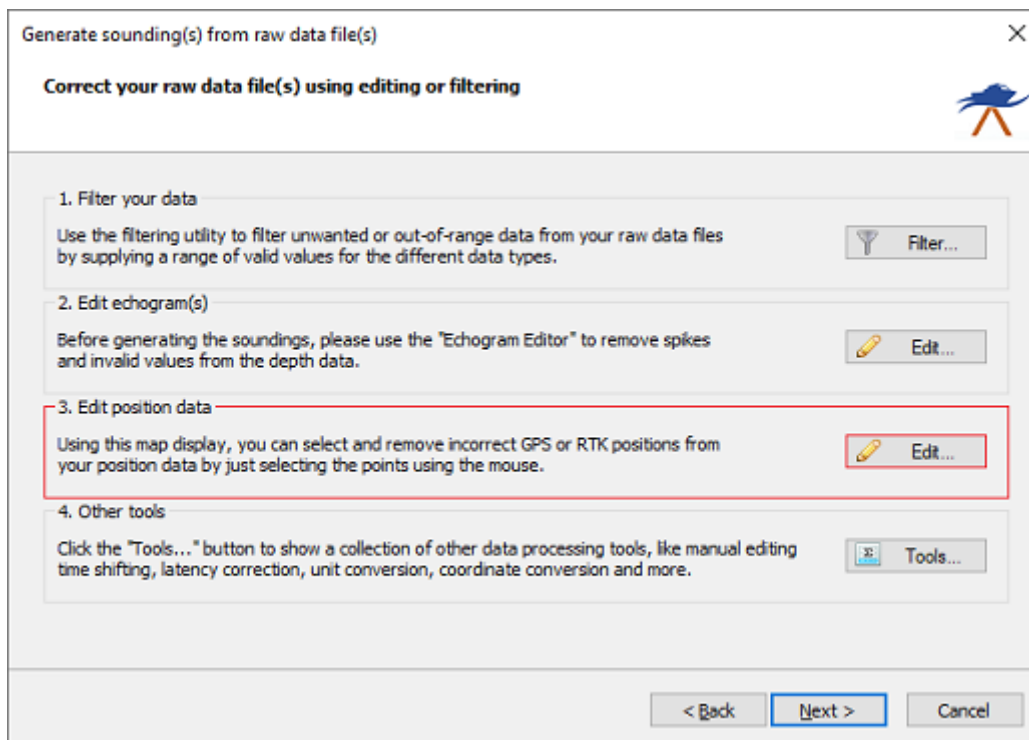 Generate sounding(s) from raw data file(s)
Correct your raw data file(s) using editing or filtering
1. Filter your data
Use the filtering utility to filter unwanted or out-of-range data from your raw data files
by supplying a range of valid values for the different data types.
Filter...
2. Edit echogram(s)
Before generating the soundings, please use the "Echogram Editor" to remove spikes
and invalid values from the depth data.
Edit...
3. Edit position data
Using this map display, you can select and remove incorrect GPS or RTK positions from
your position data by just selecting the points using the mouse.
Edit...
4. Other tools
Click the "Tools..." button to show a collection of other data processing tools, like manual editing
time shifting, latency correction, unit conversion, coordinate conversion and more.
Σ Tools...
< Back Next > Cancel